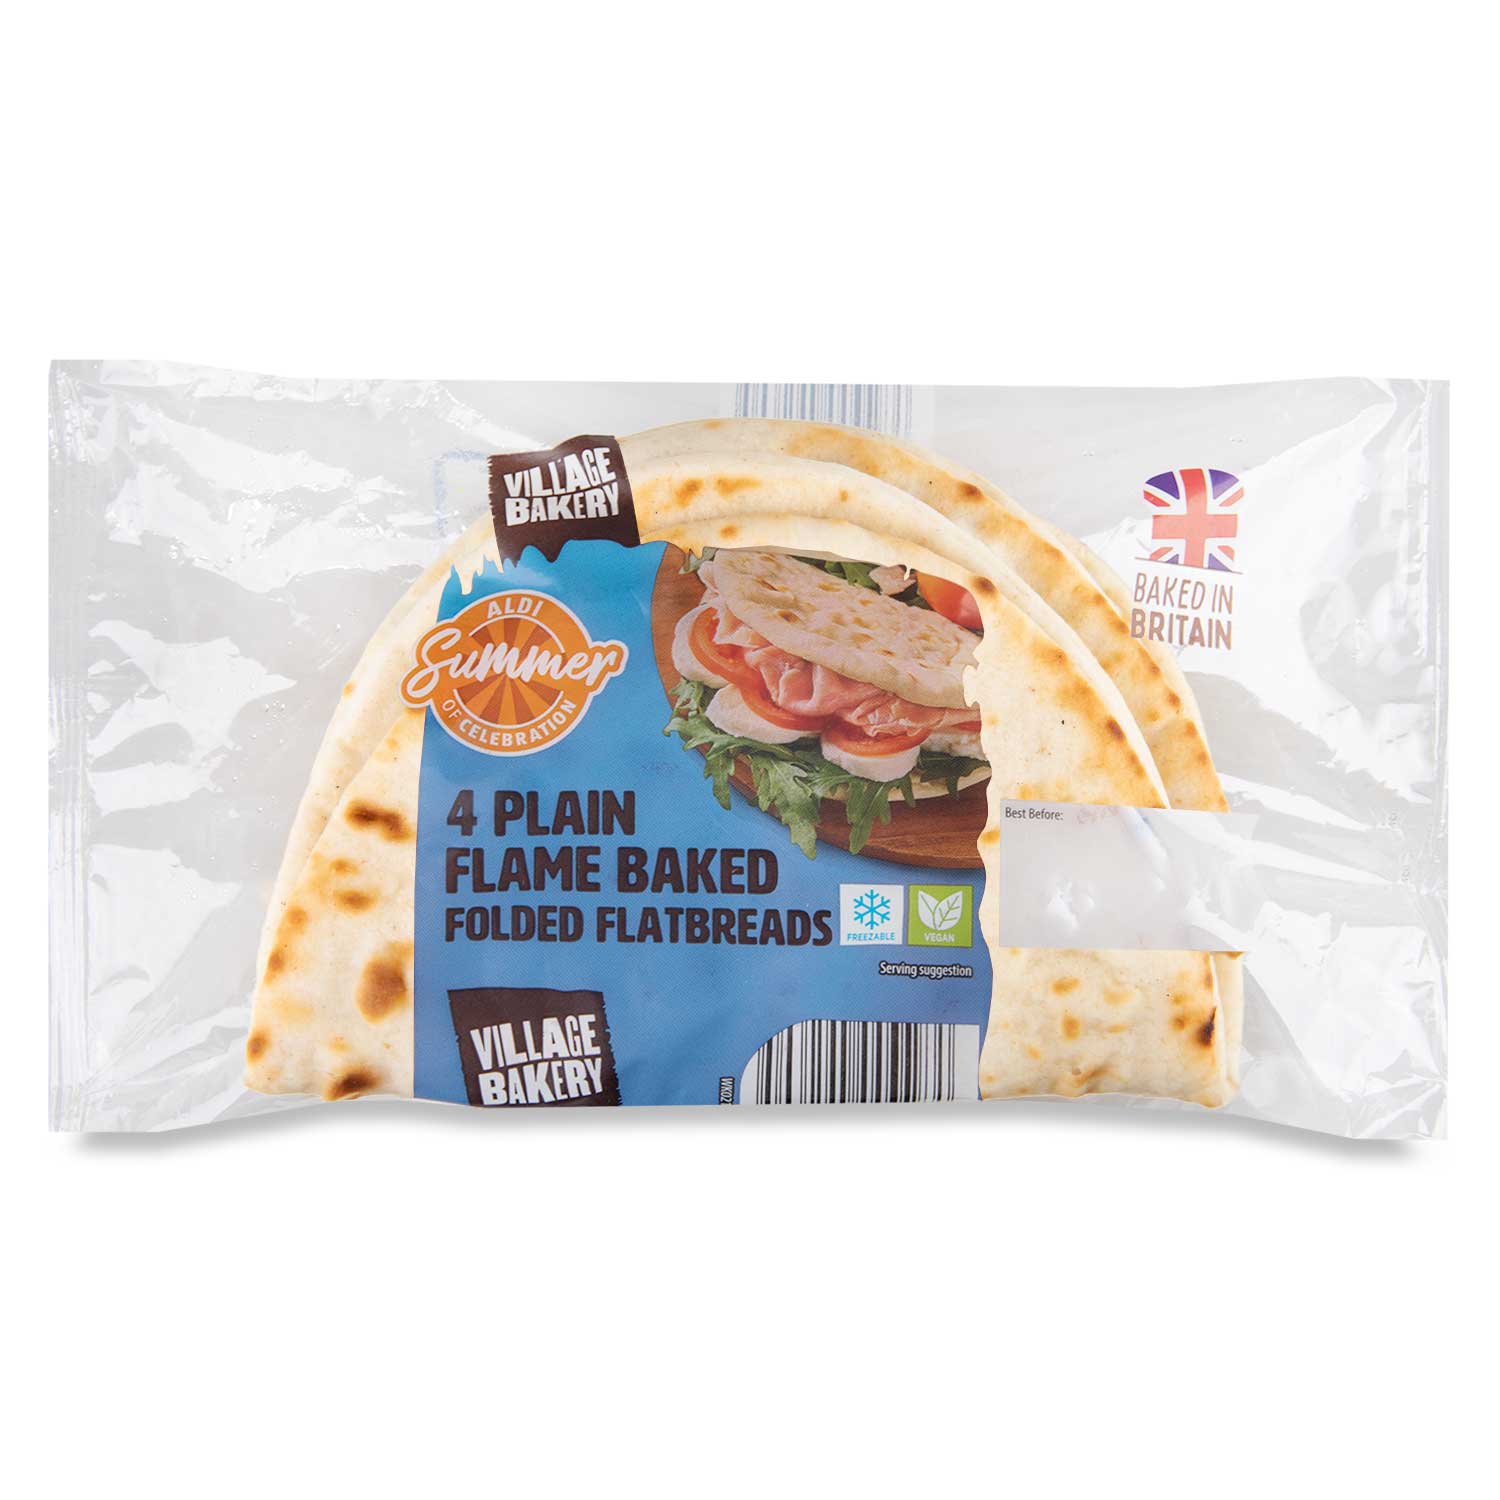 VILLAGE
BAKERY
ALDI
Summer
OF CELEBRATION
4 PLAIN
FLAME BAKED
FOLDED FLATBREADS
FREEZABLE
VEGAN
Serving suggestion
VILLAGE
BAKERY
BAKED IN
BRITAIN
Best Before: